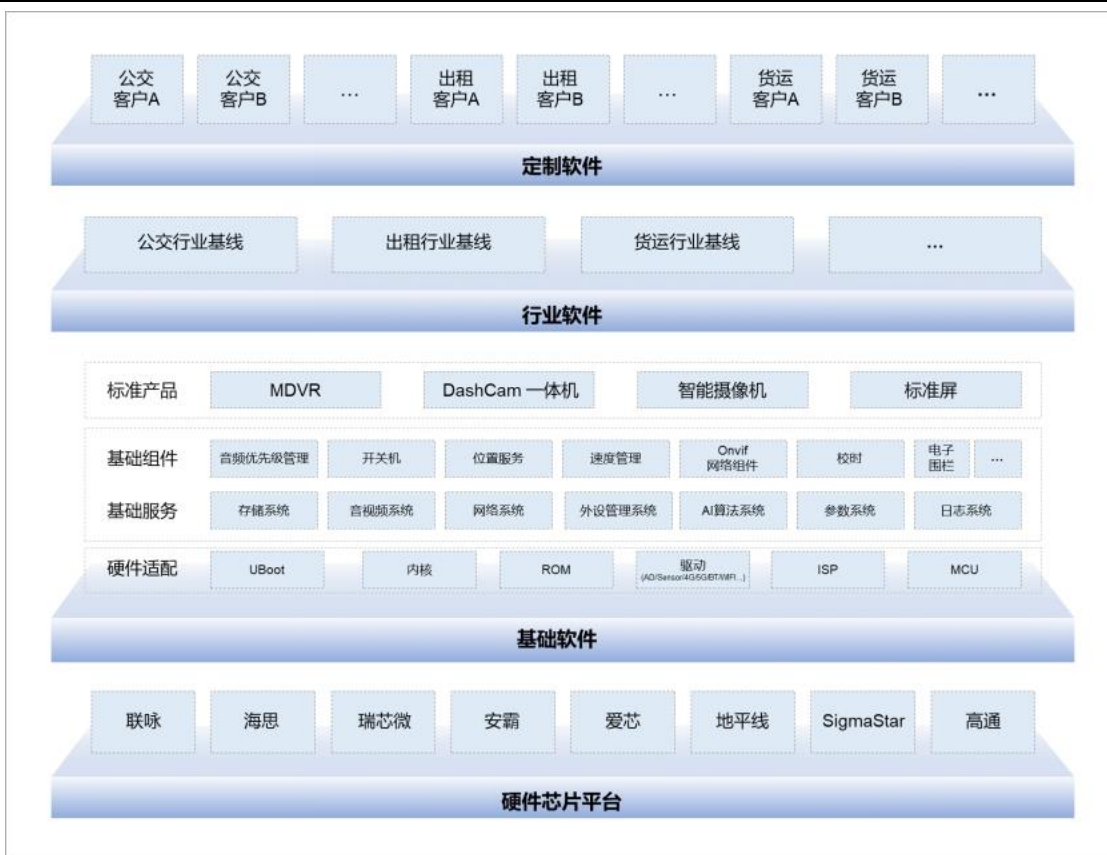 公交
客户A
公交
客户B
...
出租
客户A
出租
客户B
...
货运
客户A
货运
客户B
...
定制软件
公交行业基线
出租行业基线
货运行业基线
...
行业软件
标准产品
MDVR
DashCam 一体机
智能摄像机
标准屏
基础组件
音频优先级管理
开关机
位置服务
速度管理
Onvif
网络组件
校时
电子
围栏
...
基础服务
存储系统
音视频系统
网络系统
外设管理系统
AI算法系统
参数系统
日志系统
硬件适配
UBoot
内核
ROM
驱动
(AD/Sensor/4G/5G/BT/WIFI...)
ISP
MCU
基础软件
联咏
海思
瑞芯微
安霸
爱芯
地平线
SigmaStar
高通
硬件芯片平台